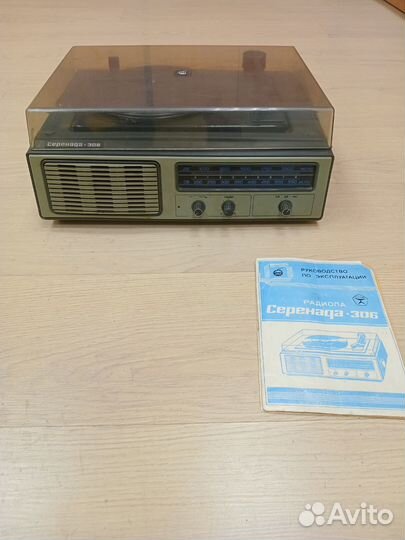 Серенада-306
РУКОВОДСТВО
ПО ЭКСПЛУАТАЦИИ
РАДИОЛА
Серенада-306
Avito